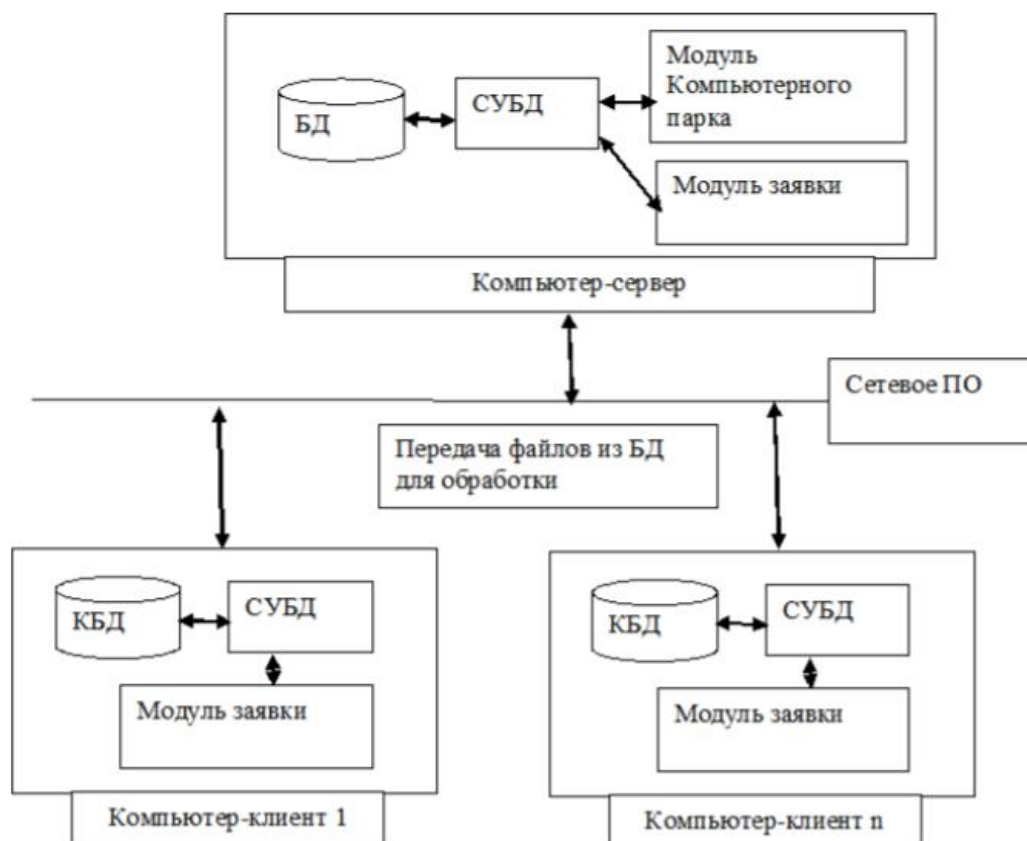 Модуль
Компьютерного
парка
БД
СУБД
Модуль заявки
Компьютер-сервер
Сетевое ПО
Передача файлов из БД
для обработки
КБД
СУБД
Модуль заявки
Компьютер-клиент 1
КБД
СУБД
Модуль заявки
Компьютер-клиент n